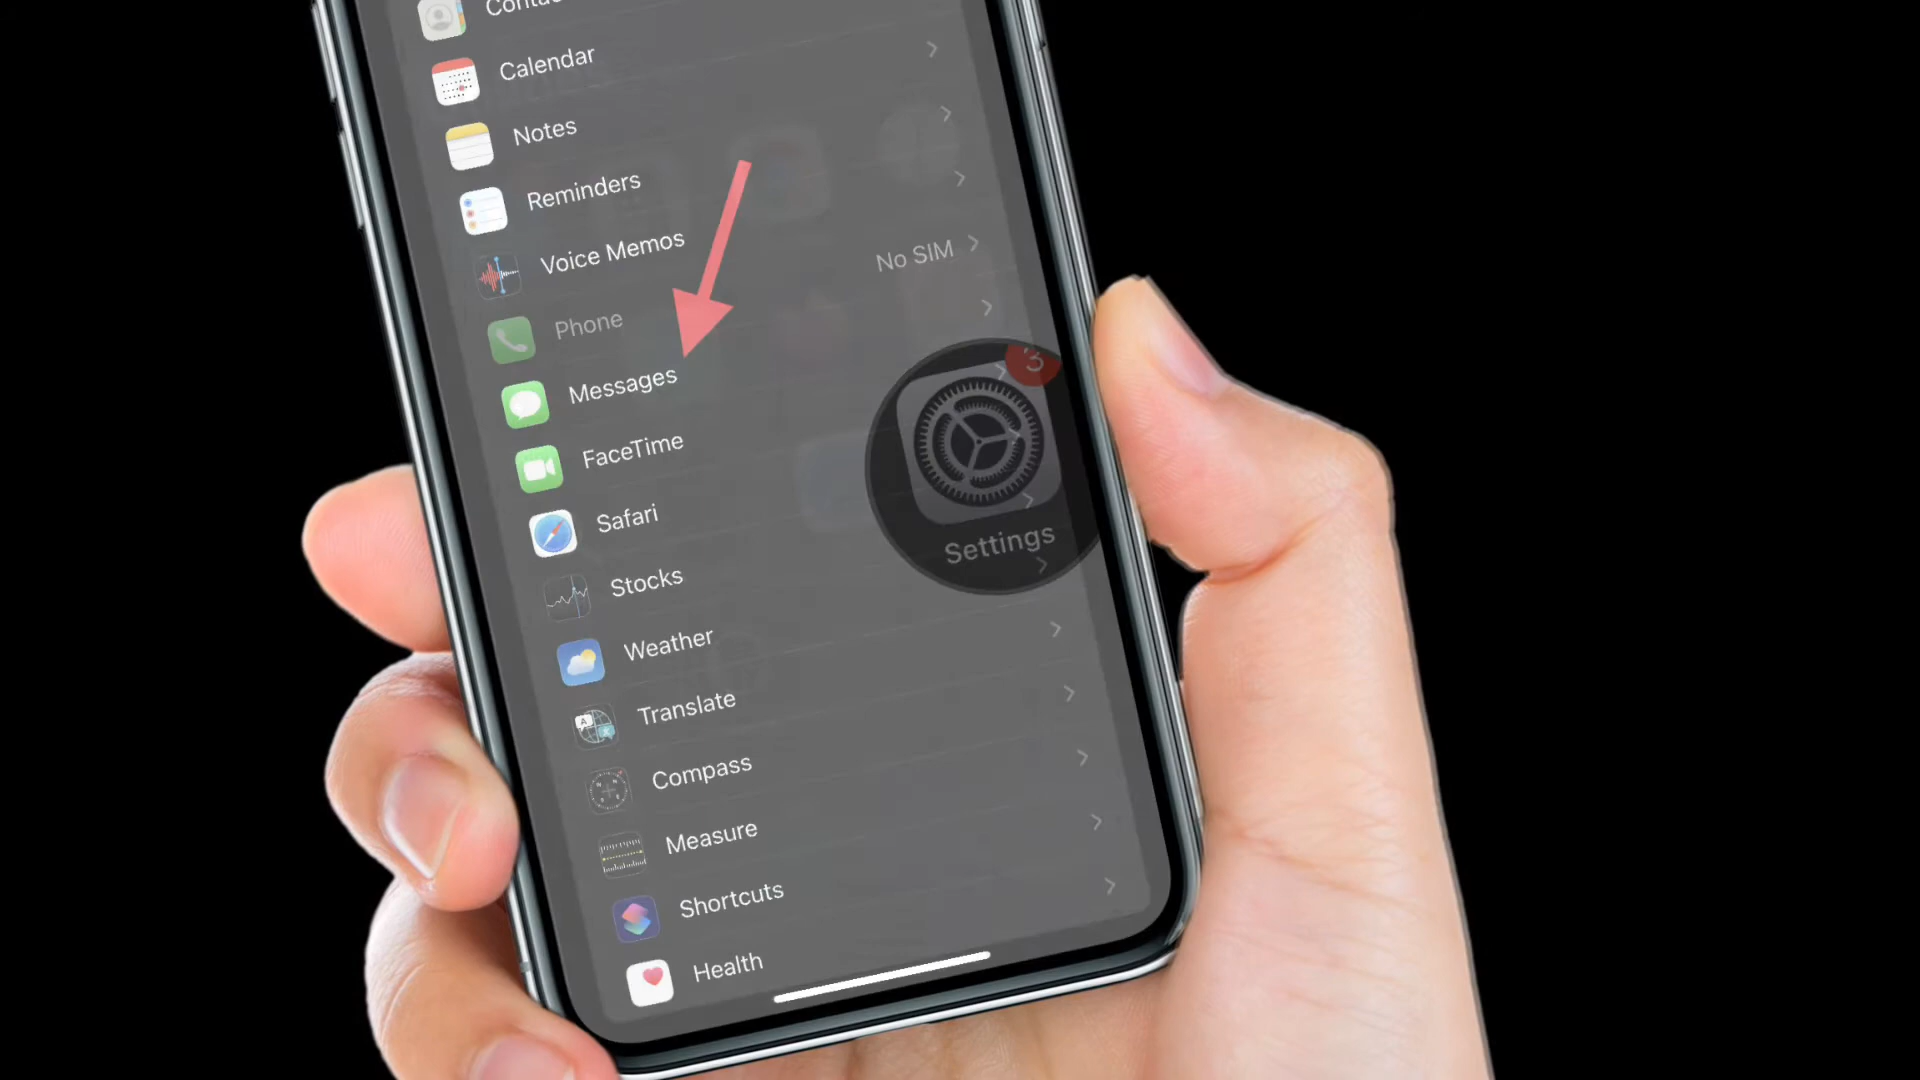 Calendar
Notes
Reminders
Voice Memos
Phone
No SIM
Messages
3
FaceTime
Safari
Settings
Stocks
Weather
Translate
Compass
Measure
Shortcuts
Health